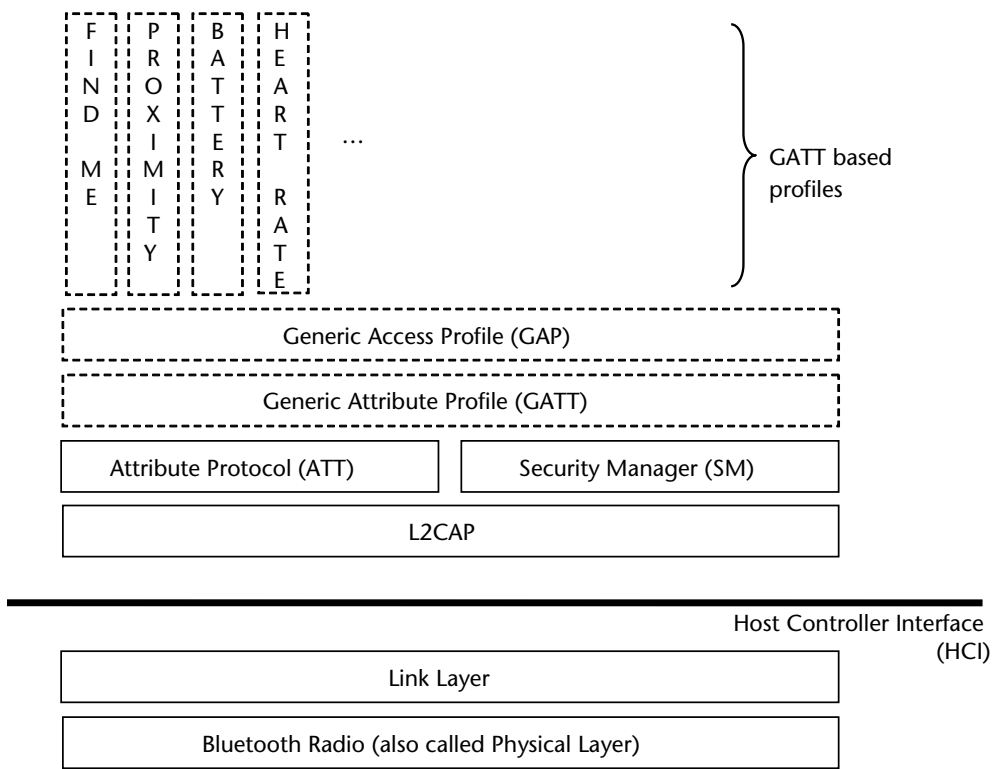 FIND ME
PROXIMITY
BATTERY
HEART RATE
...
GATT based
profiles
Generic Access Profile (GAP)
Generic Attribute Profile (GATT)
Attribute Protocol (ATT)
Security Manager (SM)
L2CAP
Host Controller Interface
(HCI)
Link Layer
Bluetooth Radio (also called Physical Layer)